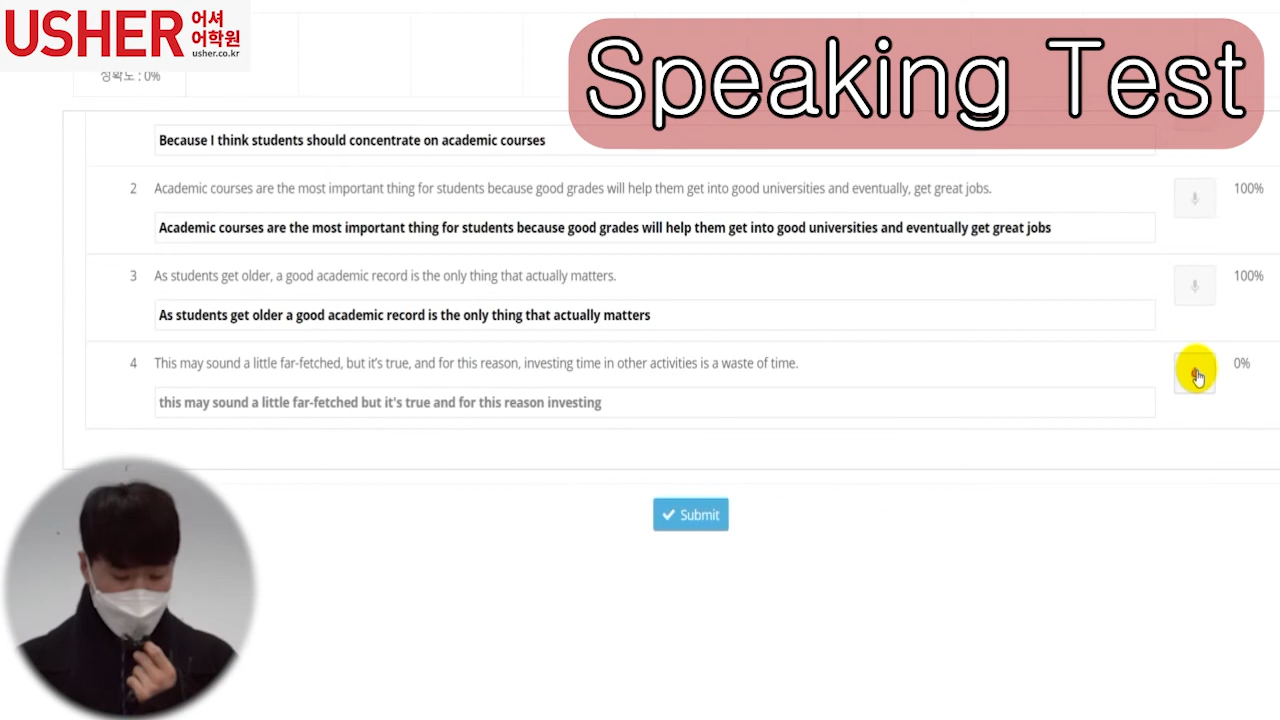 USHER 어셔
어학원
usher.co.kr
Speaking Test
정확도 : 0%
Because I think students should concentrate on academic courses
2 Academic courses are the most important thing for students because good grades will help them get into good universities and eventually, get great jobs. 100%
Academic courses are the most important thing for students because good grades will help them get into good universities and eventually get great jobs
3 As students get older, a good academic record is the only thing that actually matters. 100%
As students get older a good academic record is the only thing that actually matters
4 This may sound a little far-fetched, but it's true, and for this reason, investing time in other activities is a waste of time. 0%
this may sound a little far-fetched but it's true and for this reason investing
Submit